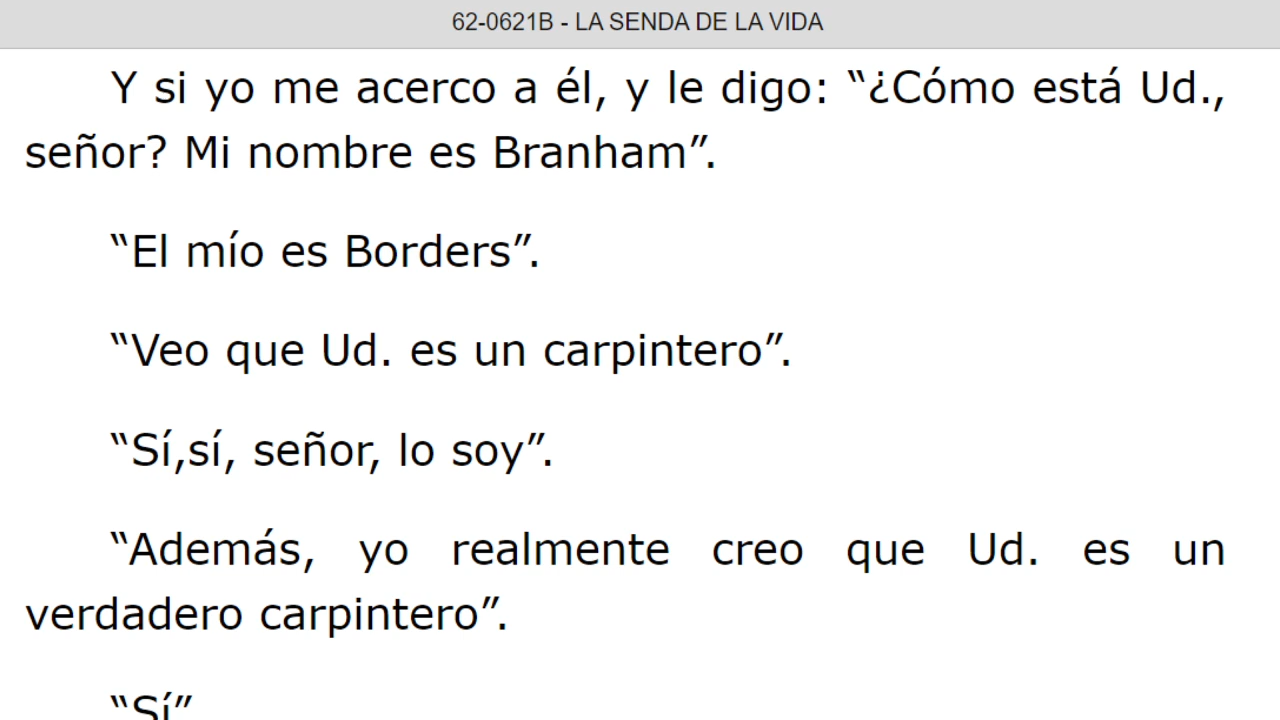 62-0621B - LA SENDA DE LA VIDA
Y si yo me acerco a él, y le digo: “¿Cómo está Ud.,
señor? Mi nombre es Branham”.
“El mío es Borders”.
“Veo que Ud. es un carpintero”.
“Sí,sí, señor, lo soy”.
“Además, yo realmente creo que Ud. es un
verdadero carpintero”.
“Sí”